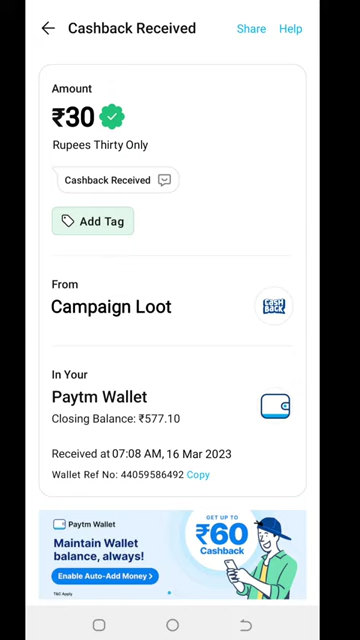 Cashback Received
Share
Help
Amount
₹30
Rupees Thirty Only
Cashback Received
Add Tag
From
Campaign Loot
CASH
BACK
In Your
Paytm Wallet
Closing Balance: ₹577.10
Received at 07:08 AM, 16 Mar 2023
Wallet Ref No: 44059586492 Copy
Paytm Wallet
Maintain Wallet
balance, always!
Enable Auto-Add Money >
T&C Apply
GET UP TO
₹60
Cashback